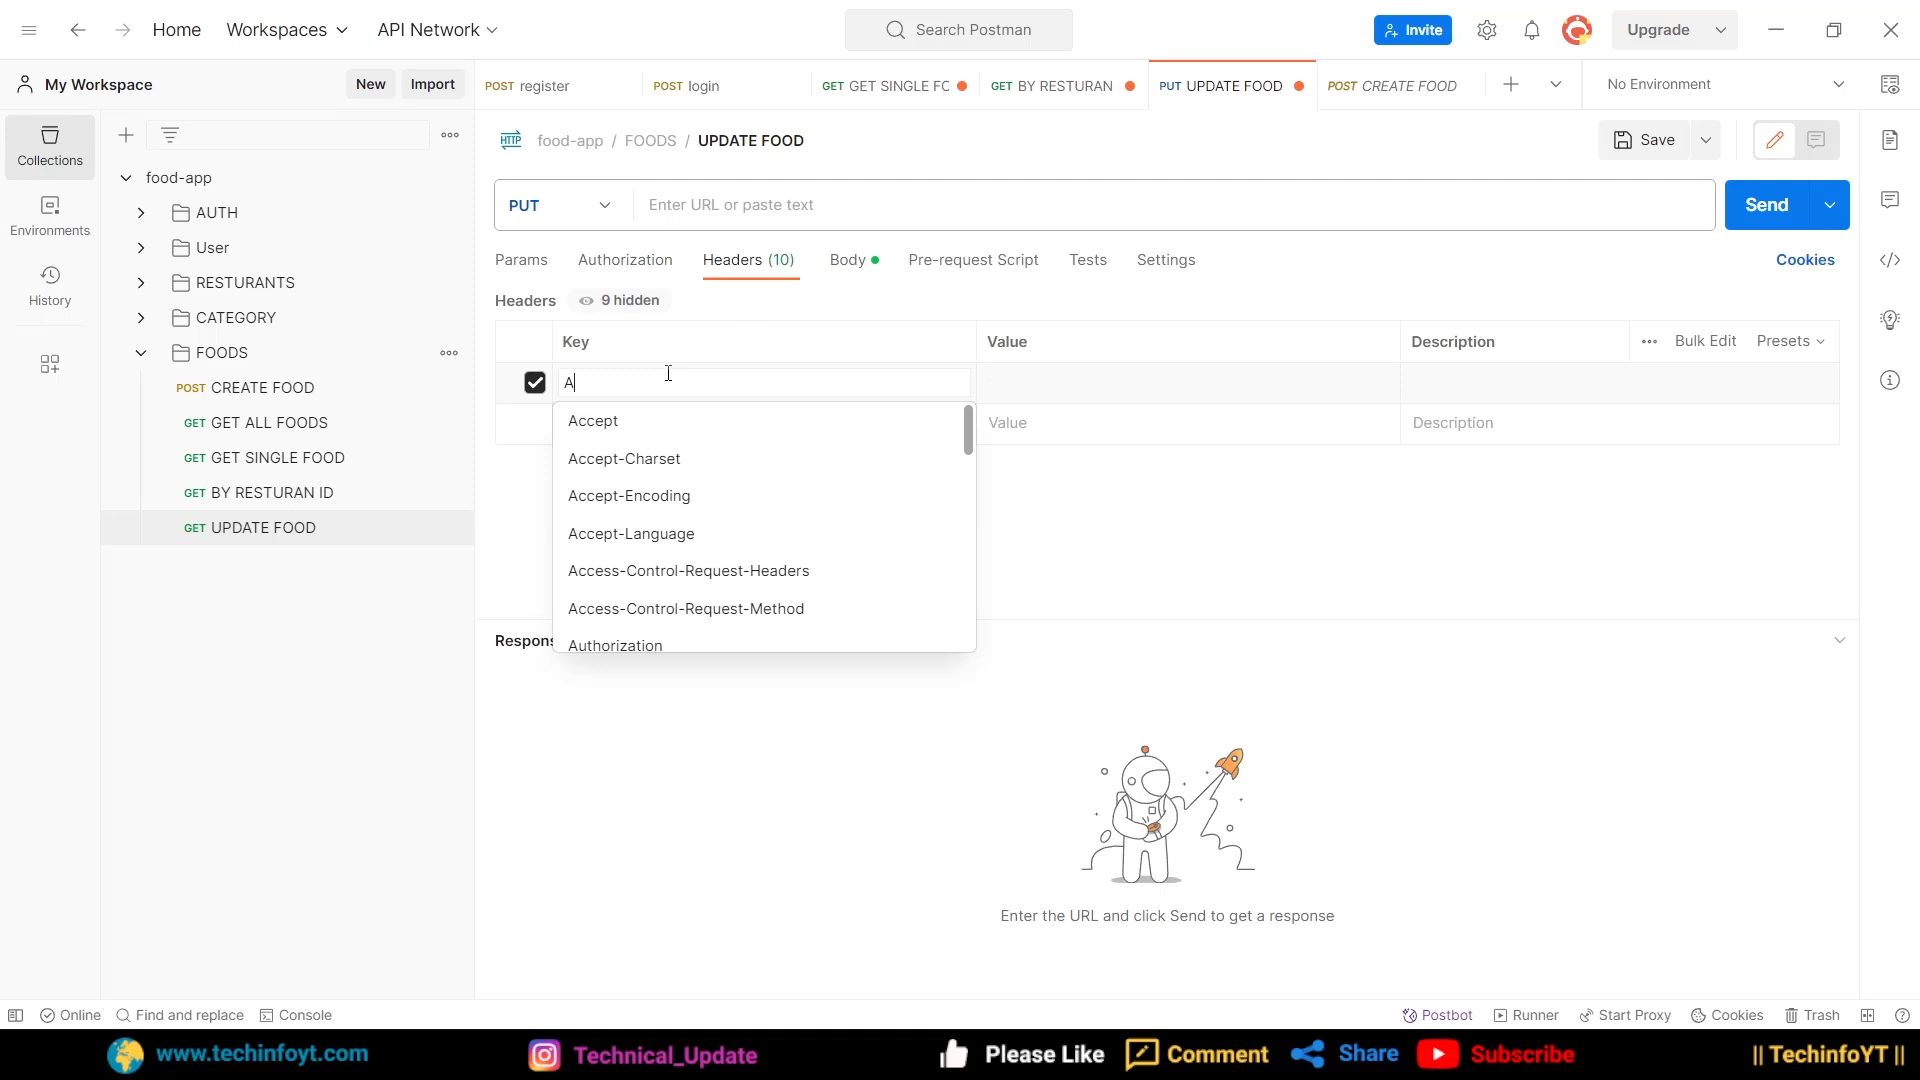 Home
Workspaces
API Network
Search Postman
Invite
Upgrade
My Workspace
New
Import
POST register
POST login
GET GET SINGLE FC
GET BY RESTURAN
PUT UPDATE FOOD
POST CREATE FOOD
No Environment
Collections
Environments
History
food-app
AUTH
User
RESTURANTS
CATEGORY
FOODS
POST CREATE FOOD
GET GET ALL FOODS
GET GET SINGLE FOOD
GET BY RESTURAN ID
GET UPDATE FOOD
HTTP food-app / FOODS / UPDATE FOOD
Save
PUT
Enter URL or paste text
Send
Params
Authorization
Headers (10)
Body
Pre-request Script
Tests
Settings
Cookies
Headers
9 hidden
Key
Value
Description
Bulk Edit
Presets
A
Value
Description
Accept
Accept-Charset
Accept-Encoding
Accept-Language
Access-Control-Request-Headers
Access-Control-Request-Method
Authorization
Respons
Enter the URL and click Send to get a response
Online
Find and replace
Console
Postbot
Runner
Start Proxy
Cookies
Trash
www.techinfoyt.com
Technical_Update
Please Like
Comment
Share
Subscribe
|| TechinfoYT ||